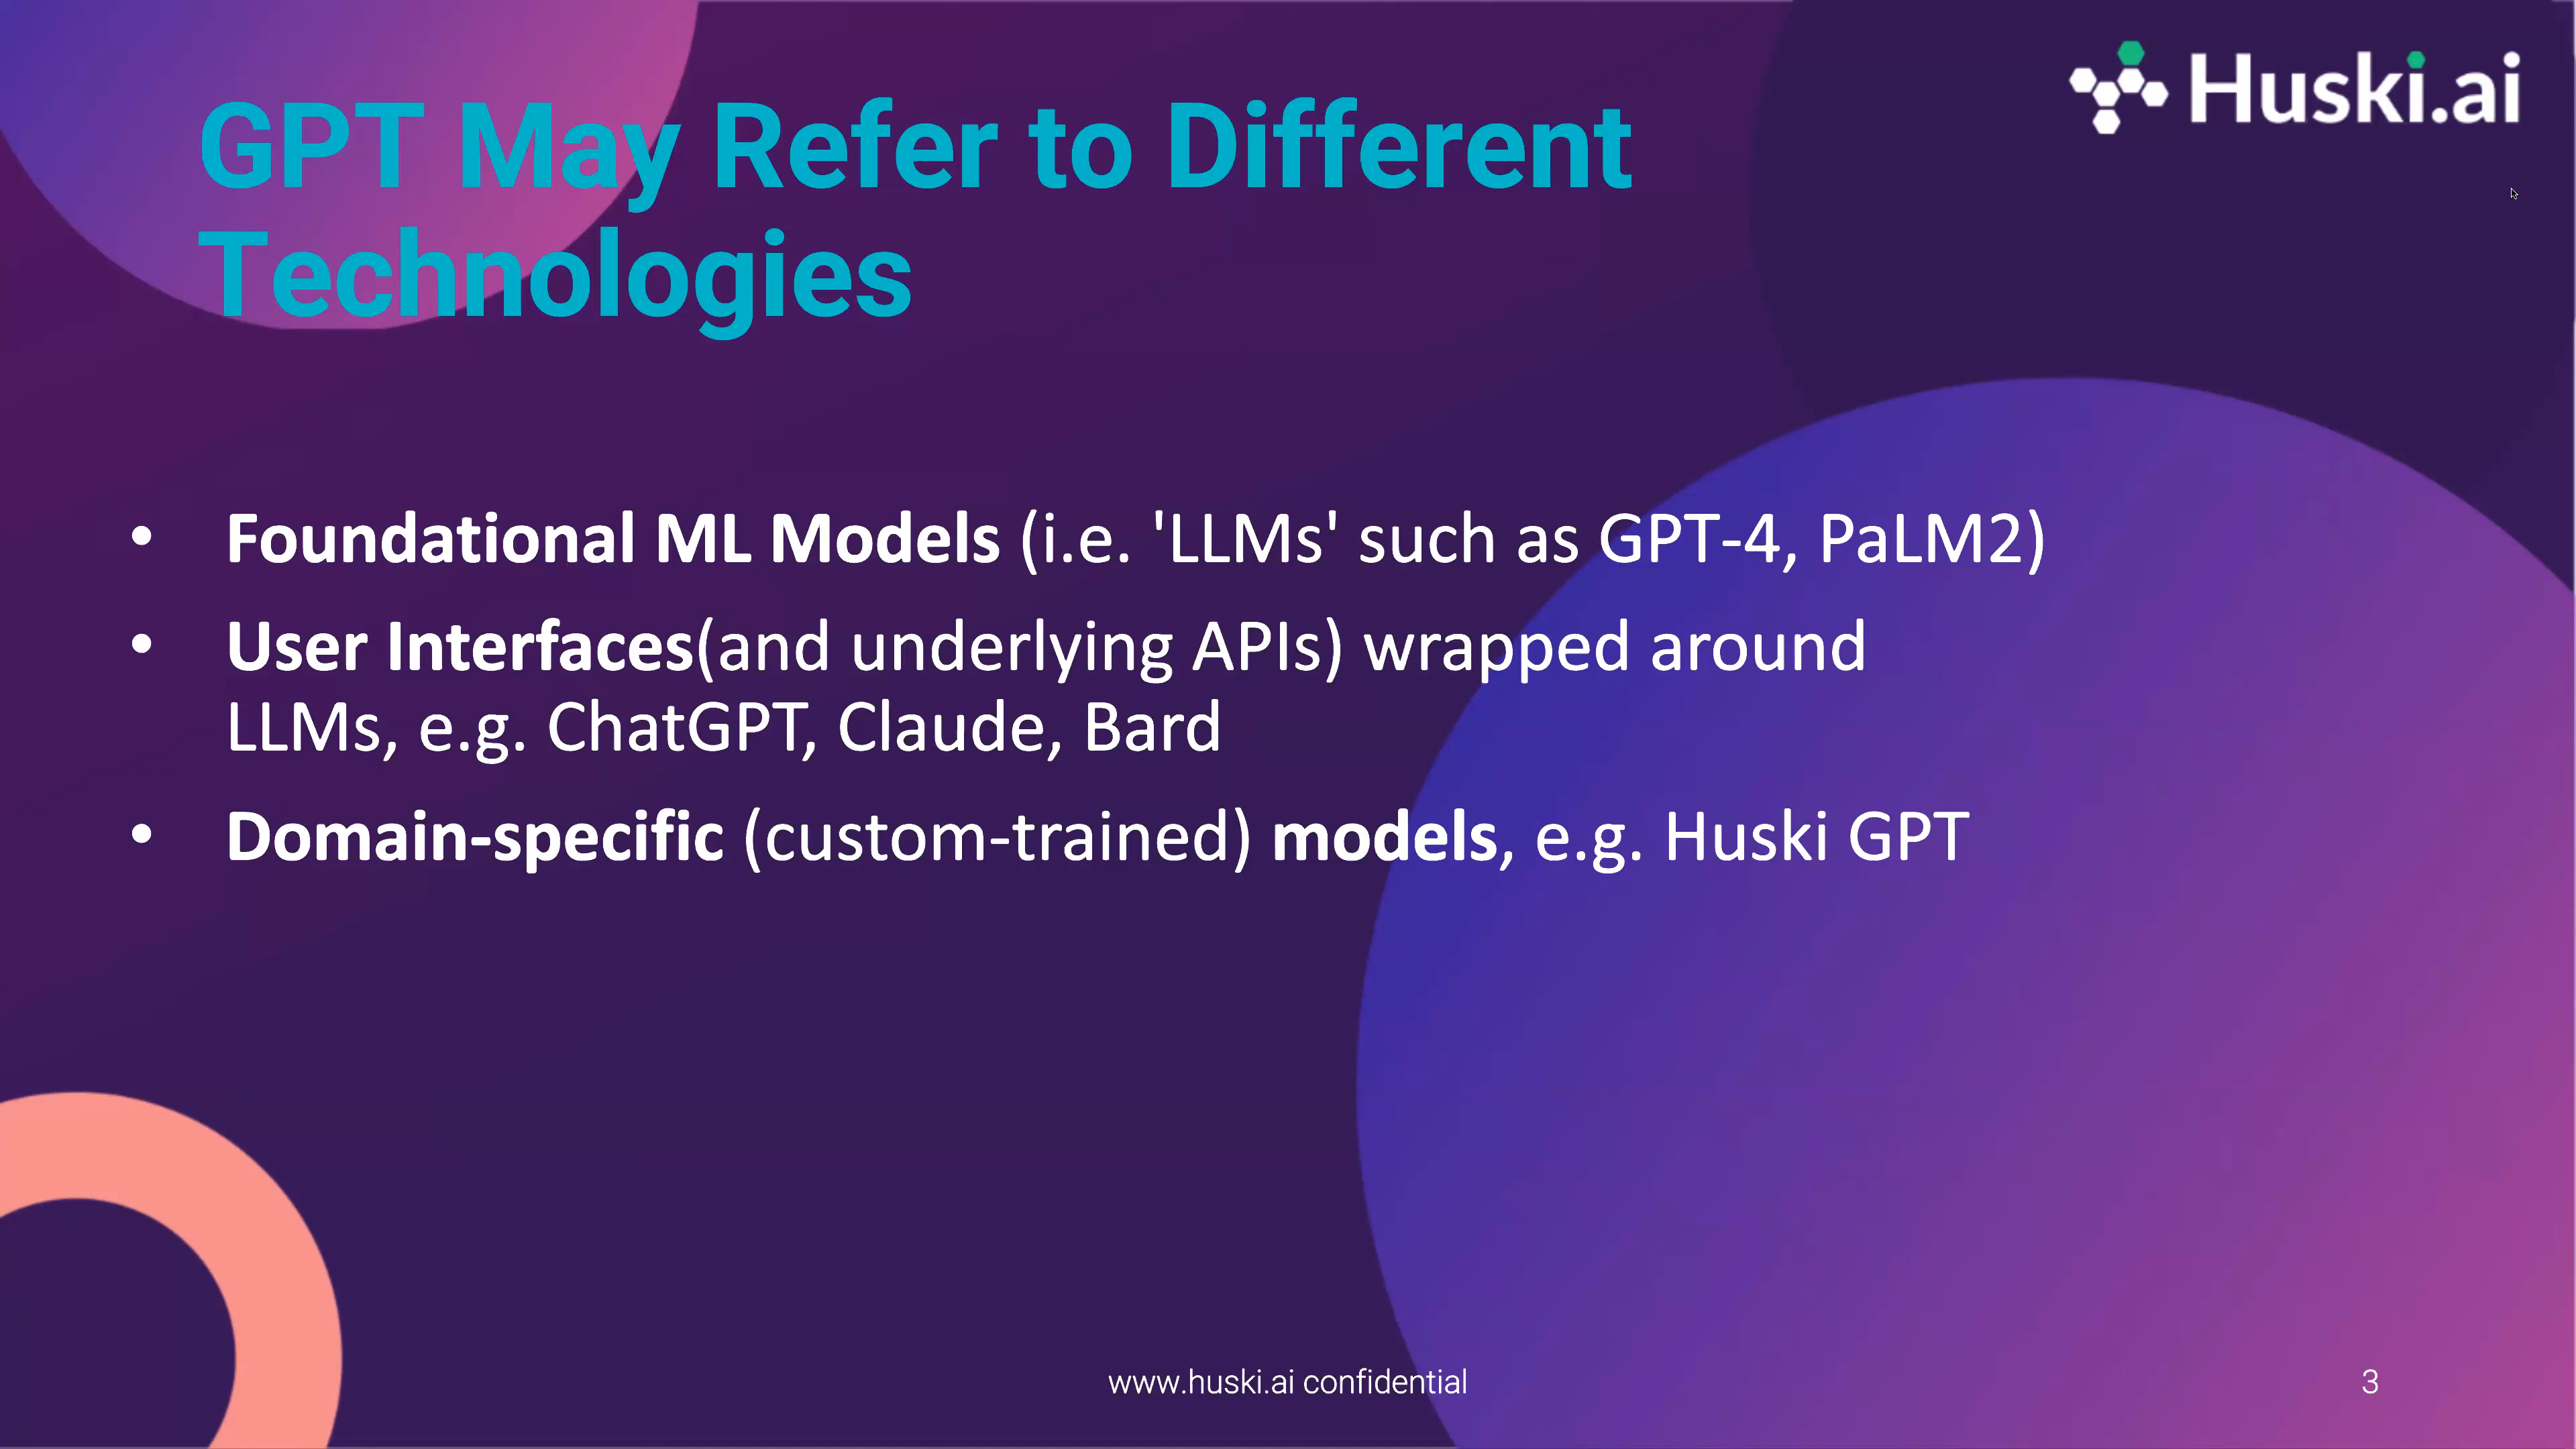 Huski.ai
GPT May Refer to Different
Technologies
• Foundational ML Models (i.e. 'LLMs' such as GPT-4, PaLM2)
• User Interfaces(and underlying APIs) wrapped around
LLMs, e.g. ChatGPT, Claude, Bard
• Domain-specific (custom-trained) models, e.g. Huski GPT
www.huski.ai confidential
3